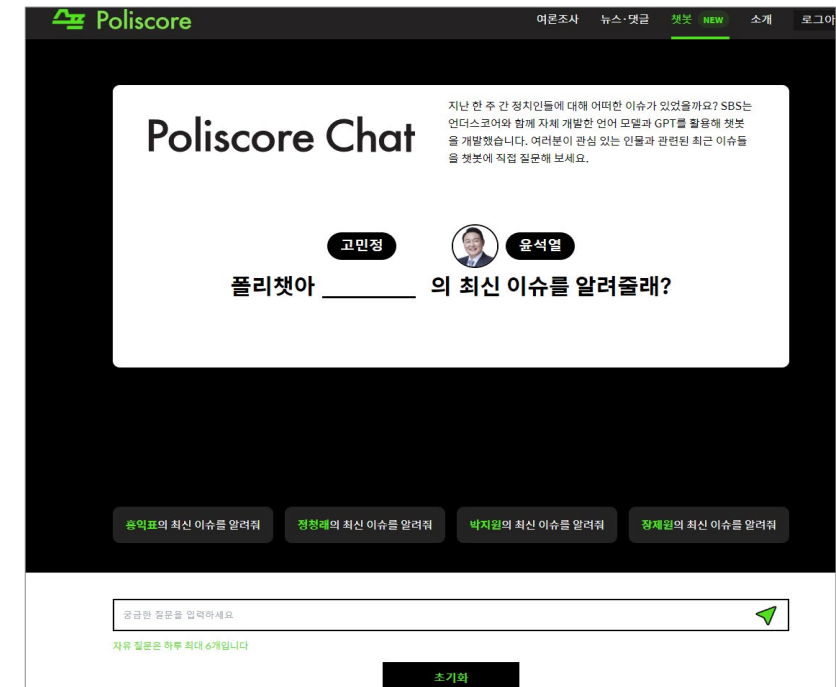 스프 Poliscore
여론조사 뉴스·댓글 챗봇 NEW 소개 로그아
Poliscore Chat
지난 한 주 간 정치인들에 대해 어떠한 이슈가 있었을까요? SBS는
언더스코어와 함께 자체 개발한 언어 모델과 GPT를 활용해 챗봇
을 개발했습니다. 여러분이 관심 있는 인물과 관련된 최근 이슈들
을 챗봇에 직접 질문해 보세요.
고민정 윤석열
폴리챗아 ________ 의 최신 이슈를 알려줄래?
홍익표의 최신 이슈를 알려줘
정청래의 최신 이슈를 알려줘
박지원의 최신 이슈를 알려줘
장제원의 최신 이슈를 알려줘
궁금한 질문을 입력하세요
자유 질문은 하루 최대 6개입니다
초기화